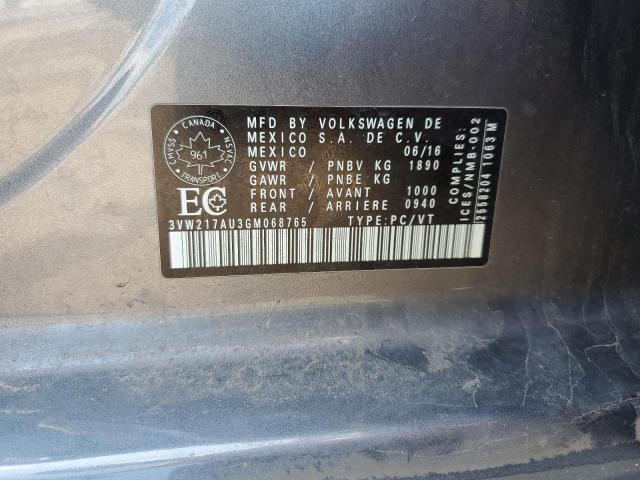 MFD BY VOLKSWAGEN DE
MEXICO S.A. DE C.V.
MEXICO 06/16
GVWR / PNBV KG 1890
GAWR / PNBE KG
FRONT / AVANT 1000
REAR / ARRIERE 0940
3VW217AU3GM068765 TYPE:PC/VT
CANADA
CMVSS
NSVAC
961
TRANSPORT
EC
COMPLIES:
ICES/NMB-002
2558204 1063 M